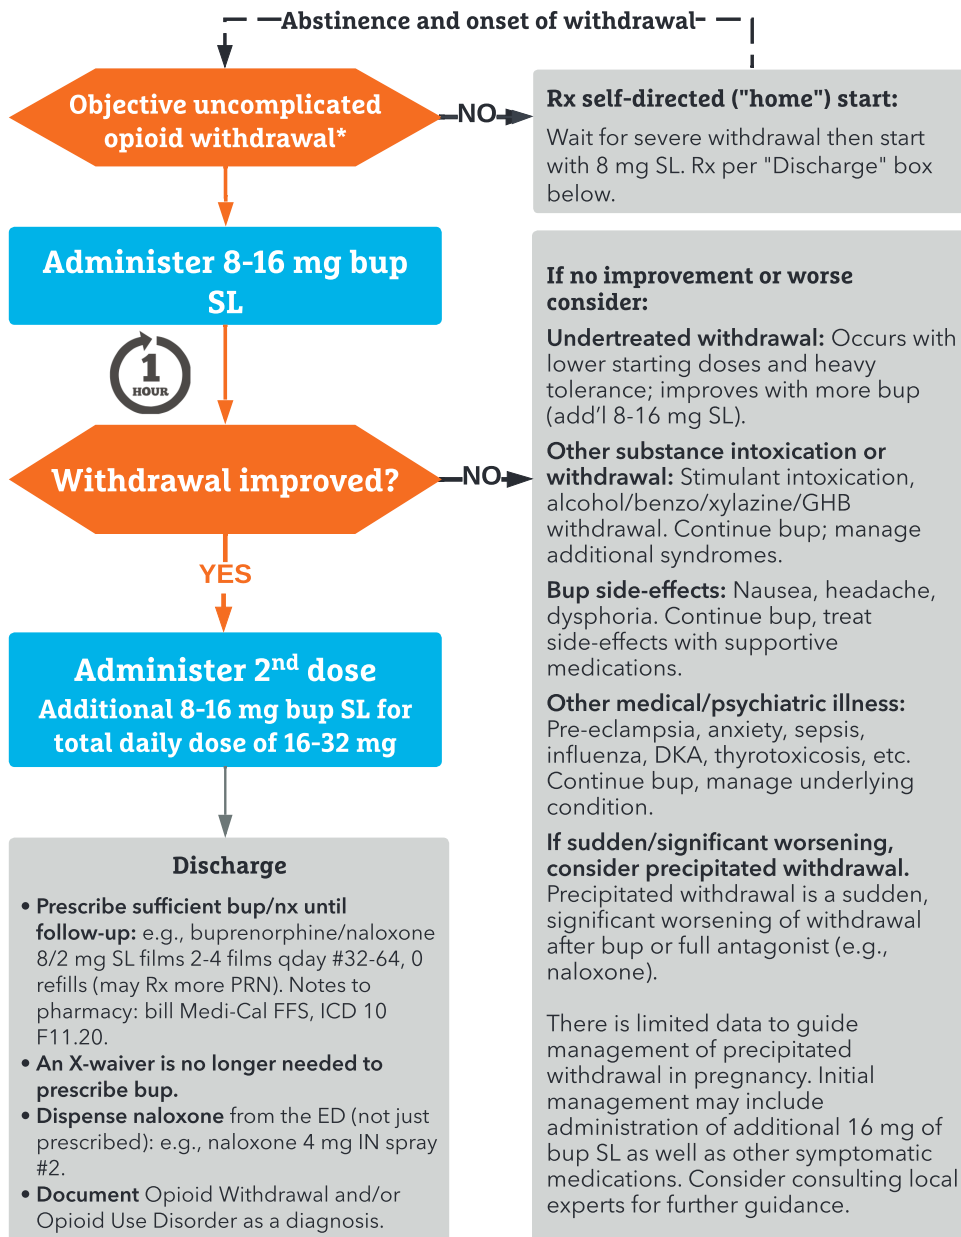 Abstinence and onset of withdrawal
Objective uncomplicated
opioid withdrawal*
NO
Rx self-directed ("home") start:
Wait for severe withdrawal then start
with 8 mg SL. Rx per "Discharge" box
below.
Administer 8-16 mg bup
SL
1
HOUR
Withdrawal improved?
NO
If no improvement or worse
consider:
Undertreated withdrawal: Occurs with
lower starting doses and heavy
tolerance; improves with more bup
(add'l 8-16 mg SL).
Other substance intoxication or
withdrawal: Stimulant intoxication,
alcohol/benzo/xylazine/GHB
withdrawal. Continue bup; manage
additional syndromes.
Bup side-effects: Nausea, headache,
dysphoria. Continue bup, treat
side-effects with supportive
medications.
Other medical/psychiatric illness:
Pre-eclampsia, anxiety, sepsis,
influenza, DKA, thyrotoxicosis, etc.
Continue bup, manage underlying
condition.
If sudden/significant worsening,
consider precipitated withdrawal.
Precipitated withdrawal is a sudden,
significant worsening of withdrawal
after bup or full antagonist (e.g.,
naloxone).
There is limited data to guide
management of precipitated
withdrawal in pregnancy. Initial
management may include
administration of additional 16 mg of
bup SL as well as other symptomatic
medications. Consider consulting local
experts for further guidance.
YES
Administer 2nd dose
Additional 8-16 mg bup SL for
total daily dose of 16-32 mg
Discharge
• Prescribe sufficient bup/nx until
follow-up: e.g., buprenorphine/naloxone
8/2 mg SL films 2-4 films qday #32-64, 0
refills (may Rx more PRN). Notes to
pharmacy: bill Medi-Cal FFS, ICD 10
F11.20.
• An X-waiver is no longer needed to
prescribe bup.
• Dispense naloxone from the ED (not just
prescribed): e.g., naloxone 4 mg IN spray
#2.
• Document Opioid Withdrawal and/or
Opioid Use Disorder as a diagnosis.